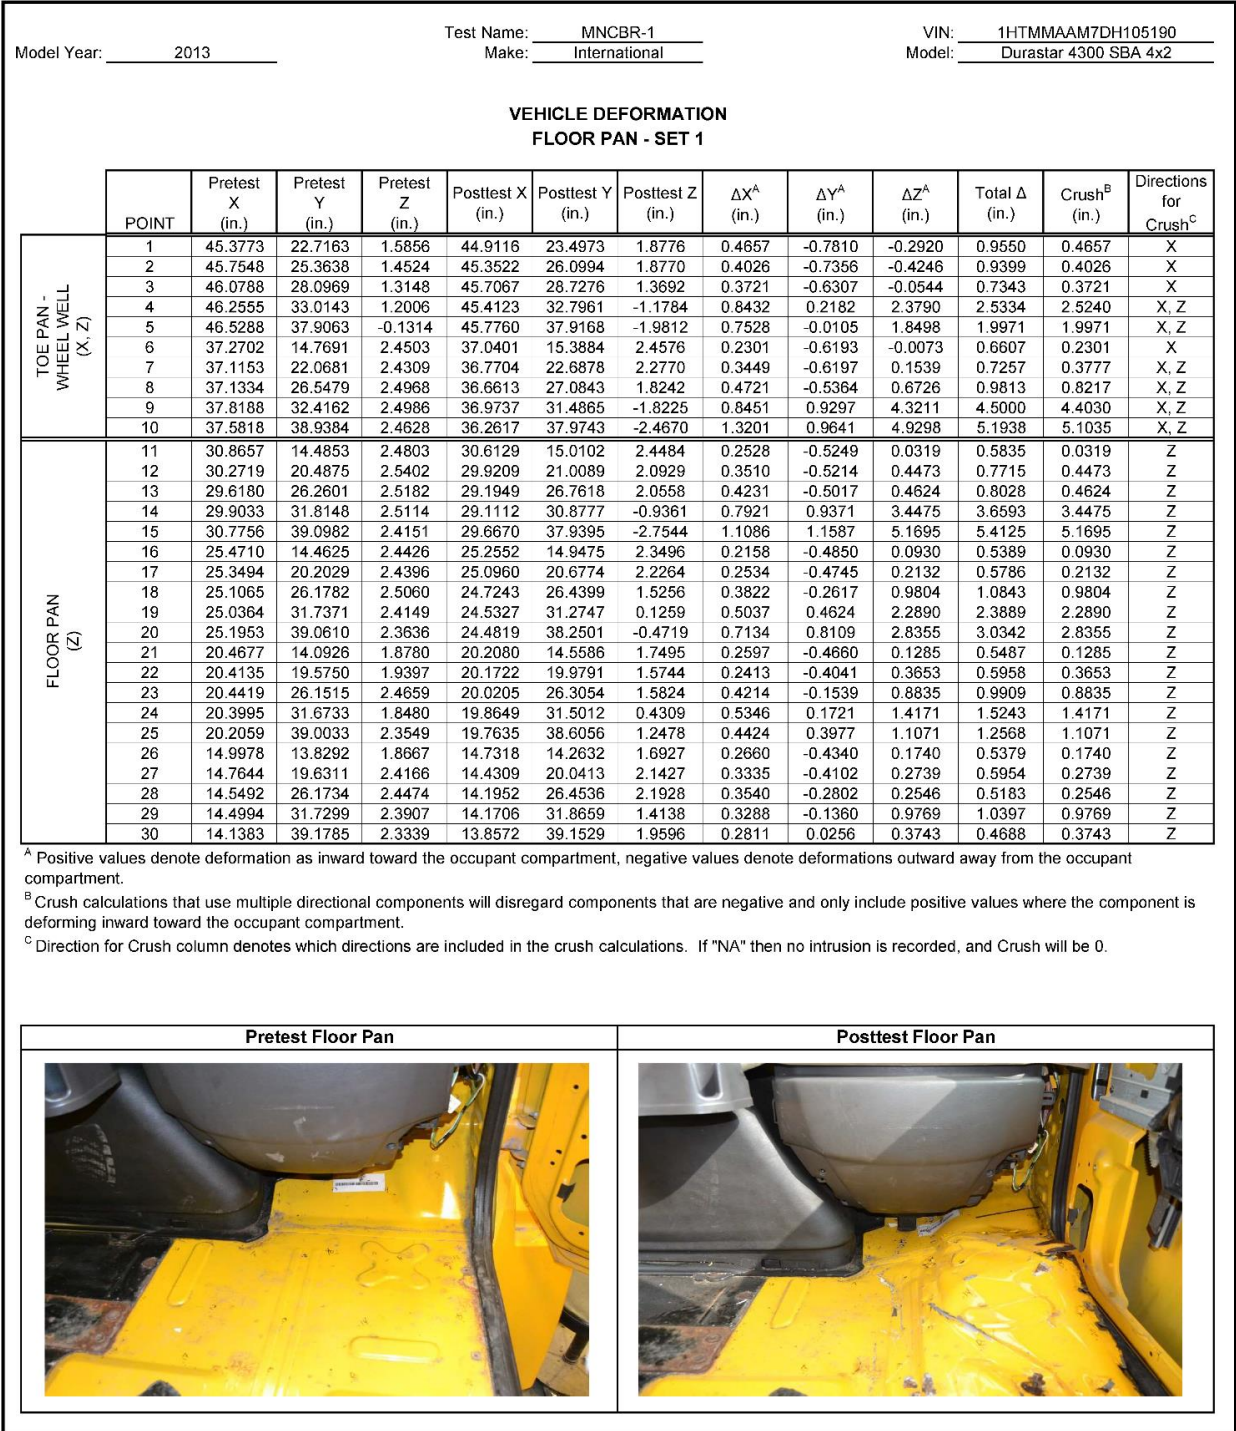 Test Name: MNCBR-1 VIN: 1HTMMAAM7DH105190
Model Year: 2013 Make: International Model: Durastar 4300 SBA 4x2
VEHICLE DEFORMATION
FLOOR PAN - SET 1
POINT Pretest X (in.) Pretest Y (in.) Pretest Z (in.) Posttest X (in.) Posttest Y (in.) Posttest Z (in.) ΔXᴬ (in.) ΔYᴬ (in.) ΔZᴬ (in.) Total Δ (in.) Crushᴮ (in.) Directions for Crushᶜ
TOE PAN - WHEEL WELL (X, Z)
1 45.3773 22.7163 1.5856 44.9116 23.4973 1.8776 0.4657 -0.7810 -0.2920 0.9550 0.4657 X
2 45.7548 25.3638 1.4524 45.3522 26.0994 1.8770 0.4026 -0.7356 -0.4246 0.9399 0.4026 X
3 46.0788 28.0969 1.3148 45.7067 28.7276 1.3692 0.3721 -0.6307 -0.0544 0.7343 0.3721 X
4 46.2555 33.0143 1.2006 45.4123 32.7961 -1.1784 0.8432 0.2182 2.3790 2.5334 2.5240 X, Z
5 46.5288 37.9063 -0.1314 45.7760 37.9168 -1.9812 0.7528 -0.0105 1.8498 1.9971 1.9971 X, Z
6 37.2702 14.7691 2.4503 37.0401 15.3884 2.4576 0.2301 -0.6193 -0.0073 0.6607 0.2301 X
7 37.1153 22.0681 2.4309 36.7704 22.6878 2.2770 0.3449 -0.6197 0.1539 0.7257 0.3777 X, Z
8 37.1334 26.5479 2.4968 36.6613 27.0843 1.8242 0.4721 -0.5364 0.6726 0.9813 0.8217 X, Z
9 37.8188 32.4162 2.4986 36.9737 31.4865 -1.8225 0.8451 0.9297 4.3211 4.5000 4.4030 X, Z
10 37.5818 38.9384 2.4628 36.2617 37.9743 -2.4670 1.3201 0.9641 4.9298 5.1938 5.1035 X, Z
FLOOR PAN (Z)
11 30.8657 14.4853 2.4803 30.6129 15.0102 2.4484 0.2528 -0.5249 0.0319 0.5835 0.0319 Z
12 30.2719 20.4875 2.5402 29.9209 21.0089 2.0929 0.3510 -0.5214 0.4473 0.7715 0.4473 Z
13 29.6180 26.2601 2.5182 29.1949 26.7618 2.0558 0.4231 -0.5017 0.4624 0.8028 0.4624 Z
14 29.9033 31.8148 2.5114 29.1112 30.8777 -0.9361 0.7921 0.9371 3.4475 3.6593 3.4475 Z
15 30.7756 39.0982 2.4151 29.6670 37.9395 -2.7544 1.1086 1.1587 5.1695 5.4125 5.1695 Z
16 25.4710 14.4625 2.4426 25.2552 14.9475 2.3496 0.2158 -0.4850 0.0930 0.5389 0.0930 Z
17 25.3494 20.2029 2.4396 25.0960 20.6774 2.2264 0.2534 -0.4745 0.2132 0.5786 0.2132 Z
18 25.1065 26.1782 2.5060 24.7243 26.4399 1.5256 0.3822 -0.2617 0.9804 1.0843 0.9804 Z
19 25.0364 31.7371 2.4149 24.5327 31.2747 0.1259 0.5037 0.4624 2.2890 2.3889 2.2890 Z
20 25.1953 39.0610 2.3636 24.4819 38.2501 -0.4719 0.7134 0.8109 2.8355 3.0342 2.8355 Z
21 20.4677 14.0926 1.8780 20.2080 14.5586 1.7495 0.2597 -0.4660 0.1285 0.5487 0.1285 Z
22 20.4135 19.5750 1.9397 20.1722 19.9791 1.5744 0.2413 -0.4041 0.3653 0.5958 0.3653 Z
23 20.4419 26.1515 2.4659 20.0205 26.3054 1.5824 0.4214 -0.1539 0.8835 0.9909 0.8835 Z
24 20.3995 31.6733 1.8480 19.8649 31.5012 0.4309 0.5346 0.1721 1.4171 1.5243 1.4171 Z
25 20.2059 39.0033 2.3549 19.7635 38.6056 1.2478 0.4424 0.3977 1.1071 1.2568 1.1071 Z
26 14.9978 13.8292 1.8667 14.7318 14.2632 1.6927 0.2660 -0.4340 0.1740 0.5379 0.1740 Z
27 14.7644 19.6311 2.4166 14.4309 20.0413 2.1427 0.3335 -0.4102 0.2739 0.5954 0.2739 Z
28 14.5492 26.1734 2.4474 14.1952 26.4536 2.1928 0.3540 -0.2802 0.2546 0.5183 0.2546 Z
29 14.4994 31.7299 2.3907 14.1706 31.8659 1.4138 0.3288 -0.1360 0.9769 1.0397 0.9769 Z
30 14.1383 39.1785 2.3339 13.8572 39.1529 1.9596 0.2811 0.0256 0.3743 0.4688 0.3743 Z
ᴬ Positive values denote deformation as inward toward the occupant compartment, negative values denote deformations outward away from the occupant
compartment.
ᴮ Crush calculations that use multiple directional components will disregard components that are negative and only include positive values where the component is
deforming inward toward the occupant compartment.
ᶜ Direction for Crush column denotes which directions are included in the crush calculations. If "NA" then no intrusion is recorded, and Crush will be 0.
Pretest Floor Pan Posttest Floor Pan